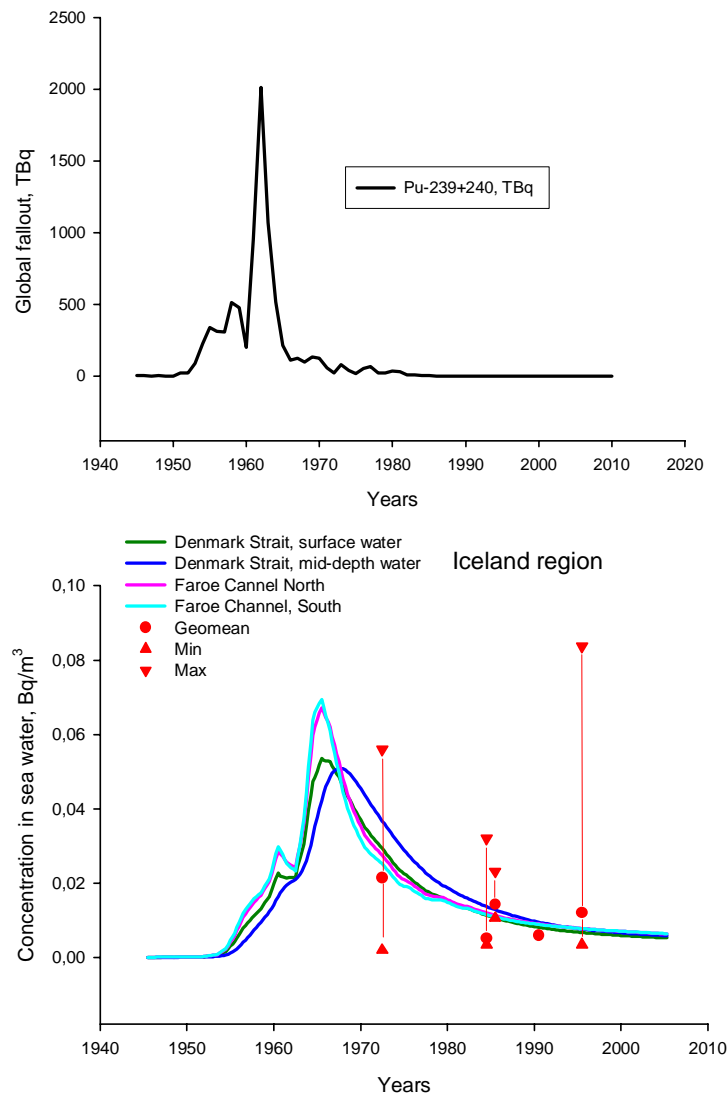 2500
2000
1500
1000
500
0
Global fallout, TBq
Pu-239+240, TBq
1940 1950 1960 1970 1980 1990 2000 2010 2020
Years
Denmark Strait, surface water
Denmark Strait, mid-depth water
Faroe Cannel North
Faroe Channel, South
Geomean
Min
Max
Iceland region
0,10
0,08
0,06
0,04
0,02
0,00
Concentration in sea water, Bq/m³
1940 1950 1960 1970 1980 1990 2000 2010
Years